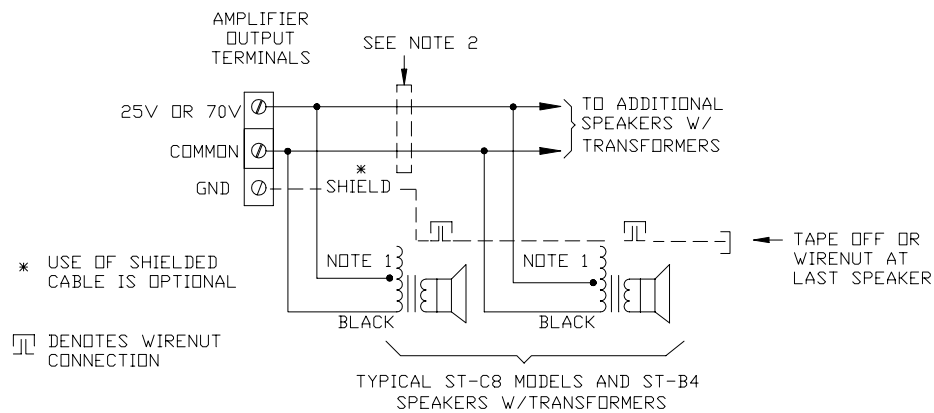 AMPLIFIER
OUTPUT
TERMINALS
SEE NOTE 2
25V OR 70V
TO ADDITIONAL
SPEAKERS W/
TRANSFORMERS
COMMON
*
GND
SHIELD
TAPE OFF OR
WIRENUT AT
LAST SPEAKER
* USE OF SHIELDED
CABLE IS OPTIONAL
NOTE 1
NOTE 1
BLACK
BLACK
DENOTES WIRENUT
CONNECTION
TYPICAL ST-C8 MODELS AND ST-B4
SPEAKERS W/TRANSFORMERS